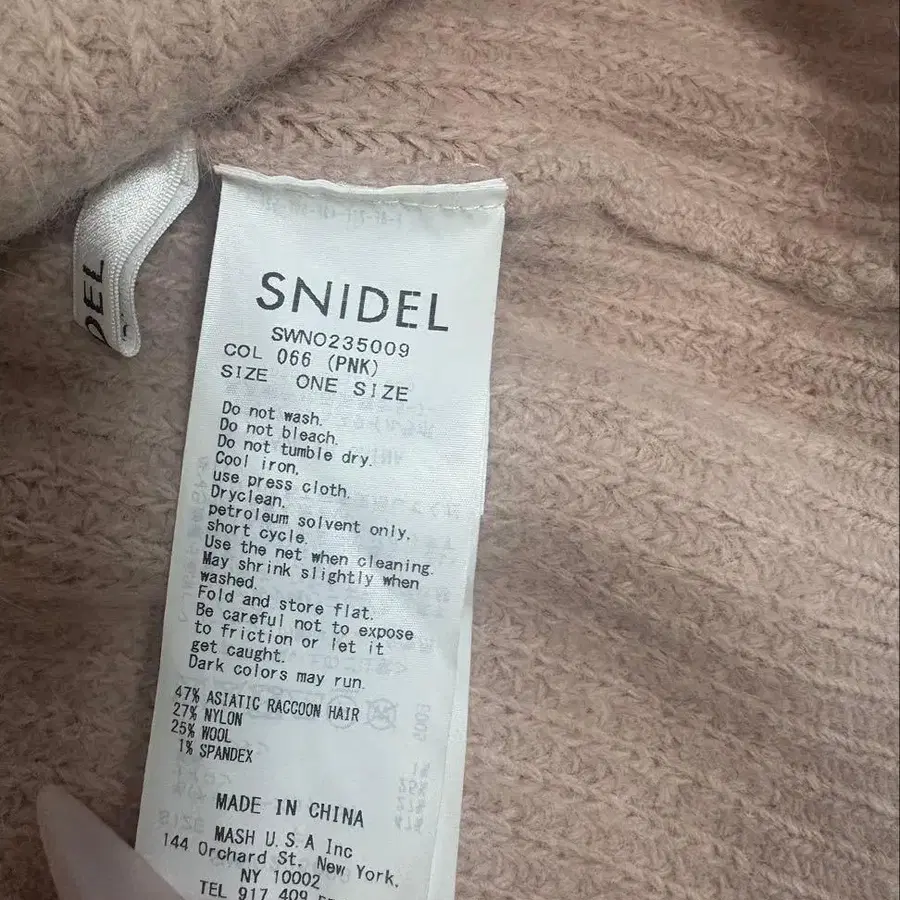 DEL
SNIDEL
SWNO235009
COL 066 (PNK)
SIZE ONE SIZE
Do not wash.
Do not bleach.
Do not tumble dry.
Cool iron,
use press cloth.
Dryclean,
petroleum solvent only,
short cycle.
Use the net when cleaning.
May shrink slightly when
washed.
Fold and store flat.
Be careful not to expose
to friction or let it
get caught.
Dark colors may run.
47% ASIATIC RACCOON HAIR
27% NYLON
25% WOOL
1% SPANDEX
MADE IN CHINA
MASH U.S.A Inc
144 Orchard St, New York,
NY 10002
TEL 917 409